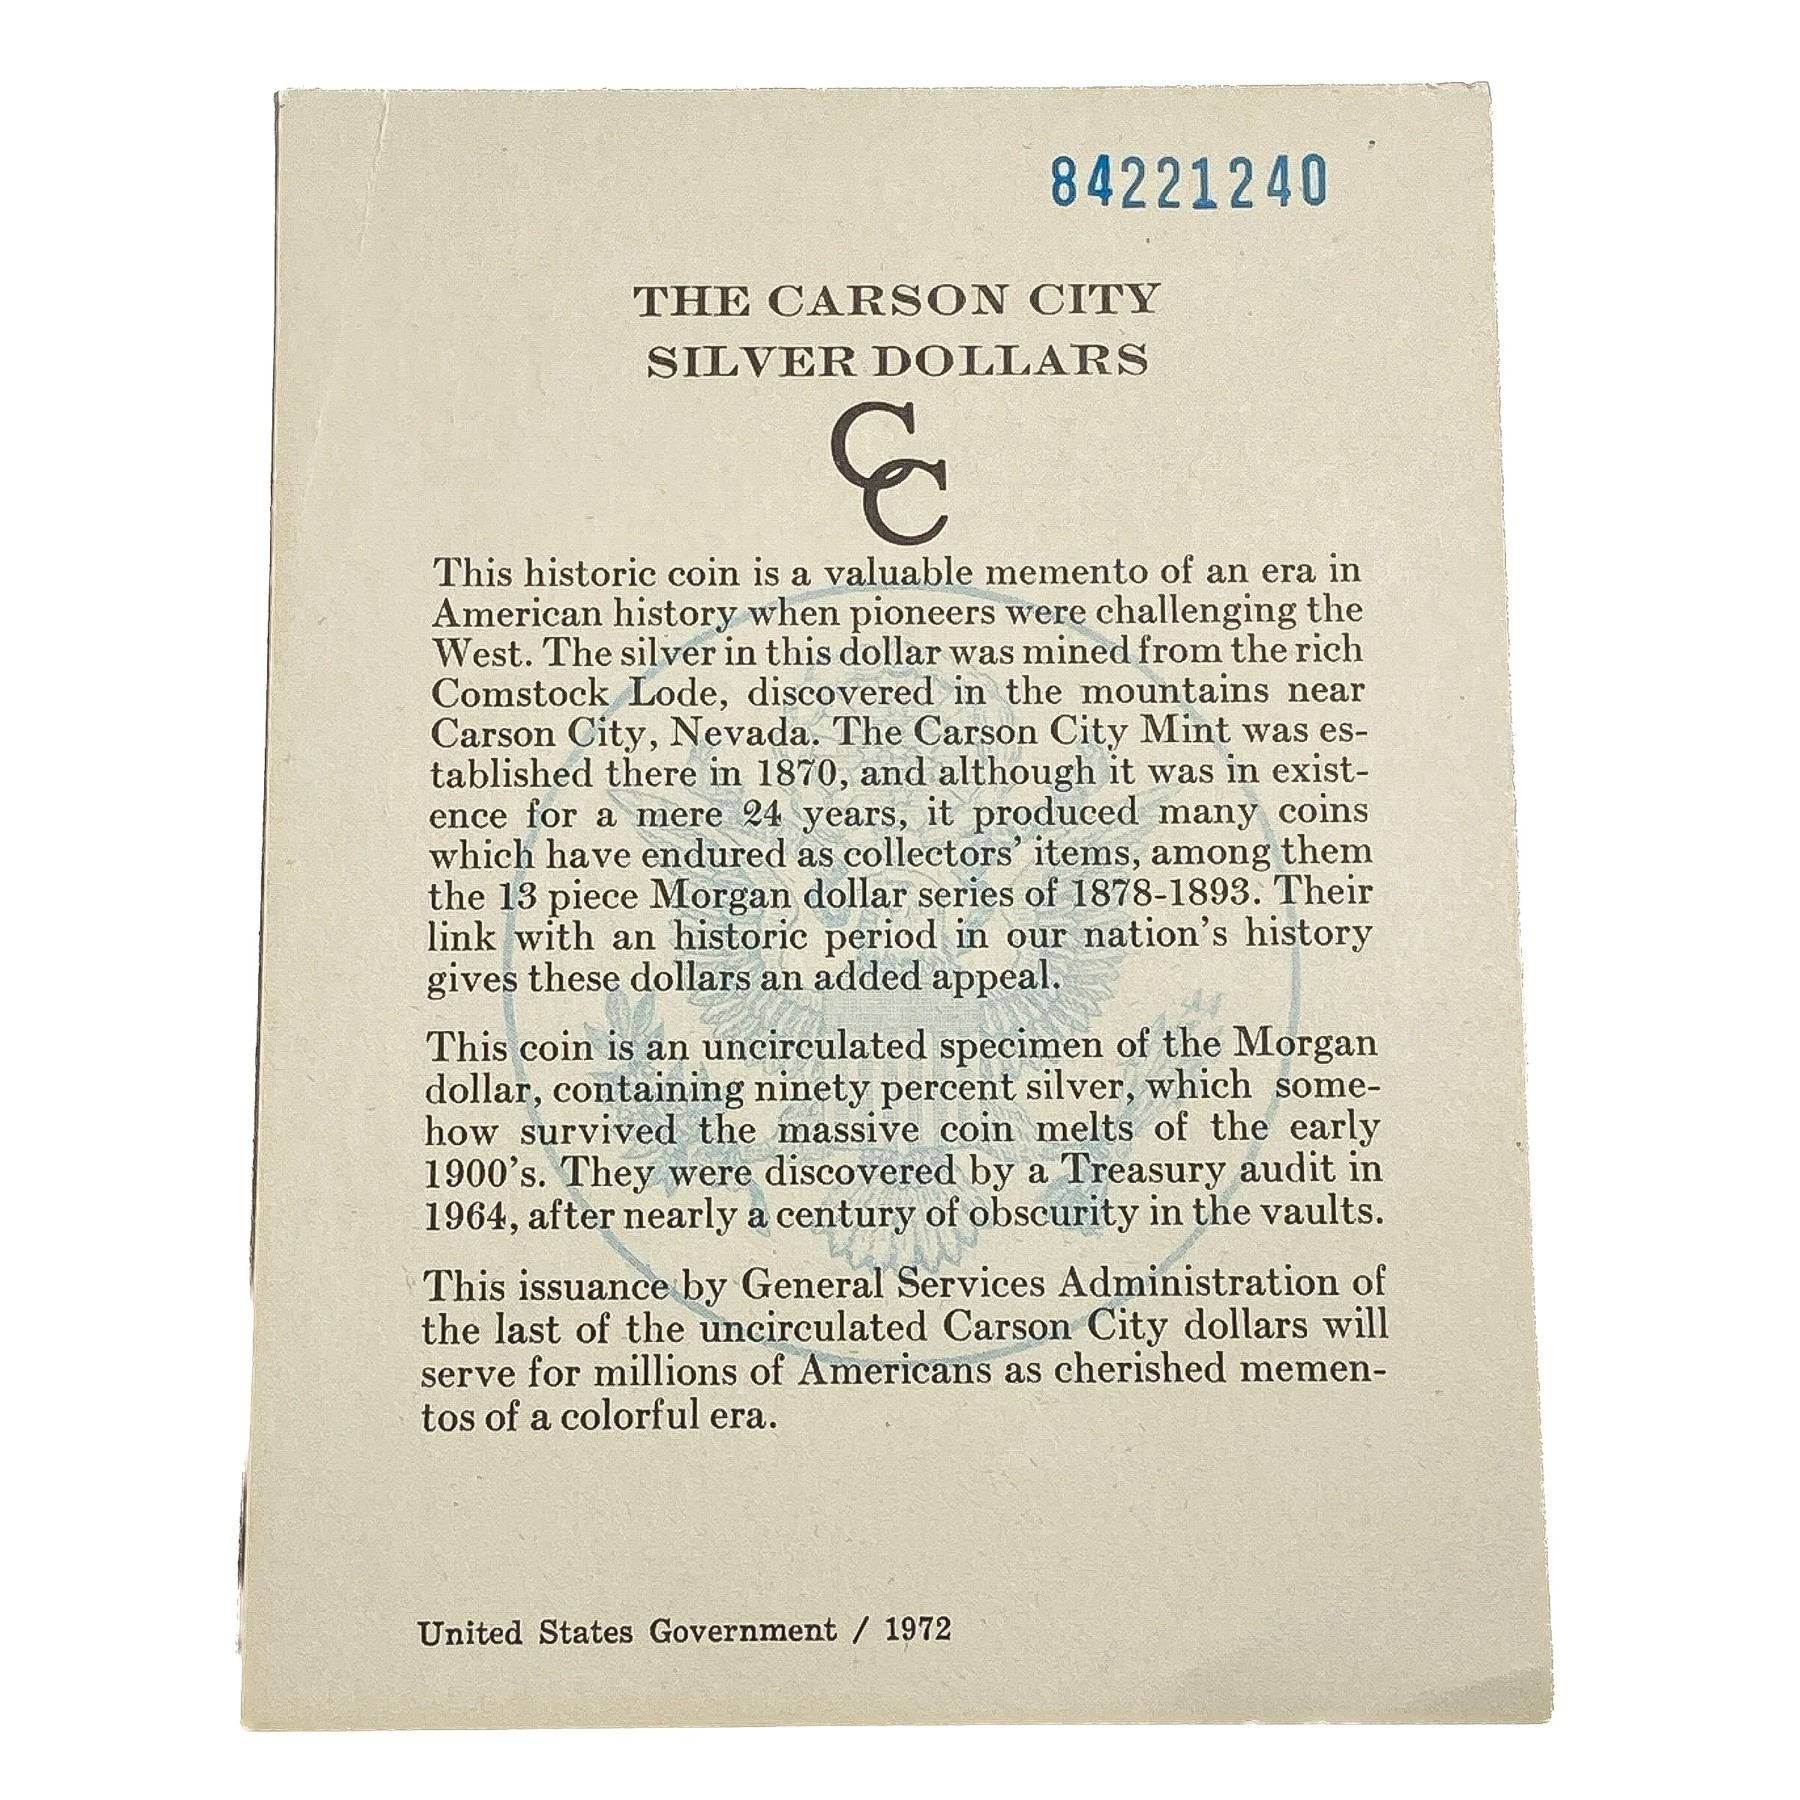 84221240
THE CARSON CITY
SILVER DOLLARS
CC
This historic coin is a valuable memento of an era in
American history when pioneers were challenging the
West. The silver in this dollar was mined from the rich
Comstock Lode, discovered in the mountains near
Carson City, Nevada. The Carson City Mint was es-
tablished there in 1870, and although it was in exist-
ence for a mere 24 years, it produced many coins
which have endured as collectors' items, among them
the 13 piece Morgan dollar series of 1878-1893. Their
link with an historic period in our nation's history
gives these dollars an added appeal.
This coin is an uncirculated specimen of the Morgan
dollar, containing ninety percent silver, which some-
how survived the massive coin melts of the early
1900's. They were discovered by a Treasury audit in
1964, after nearly a century of obscurity in the vaults.
This issuance by General Services Administration of
the last of the uncirculated Carson City dollars will
serve for millions of Americans as cherished memen-
tos of a colorful era.
United States Government / 1972